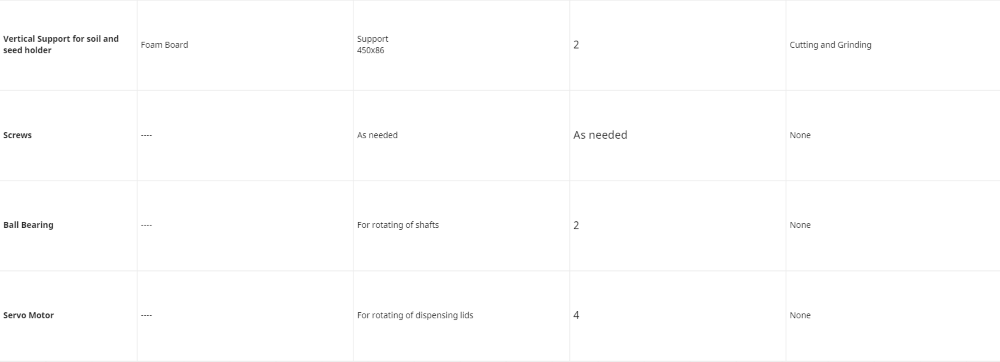 Vertical Support for soil and
seed holder
Foam Board
Support
450x86
2
Cutting and Grinding
Screws
----
As needed
As needed
None
Ball Bearing
----
For rotating of shafts
2
None
Servo Motor
----
For rotating of dispensing lids
4
None